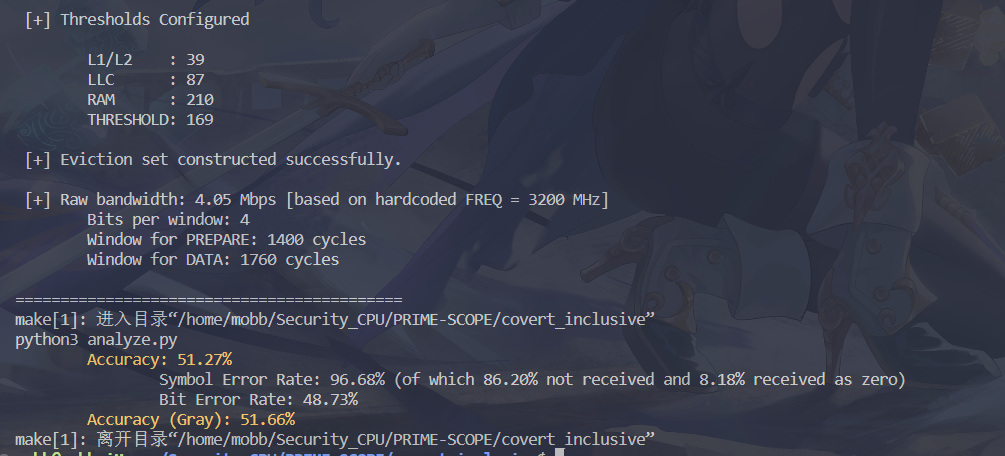 [+] Thresholds Configured
L1/L2    : 39
LLC      : 87
RAM      : 210
THRESHOLD: 169
[+] Eviction set constructed successfully.
[+] Raw bandwidth: 4.05 Mbps [based on hardcoded FREQ = 3200 MHz]
Bits per window: 4
Window for PREPARE: 1400 cycles
Window for DATA: 1760 cycles
===========================================
make[1]: 进入目录“/home/mobb/Security_CPU/PRIME-SCOPE/covert_inclusive”
python3 analyze.py
Accuracy: 51.27%
Symbol Error Rate: 96.68% (of which 86.20% not received and 8.18% received as zero)
Bit Error Rate: 48.73%
Accuracy (Gray): 51.66%
make[1]: 离开目录“/home/mobb/Security_CPU/PRIME-SCOPE/covert_inclusive”